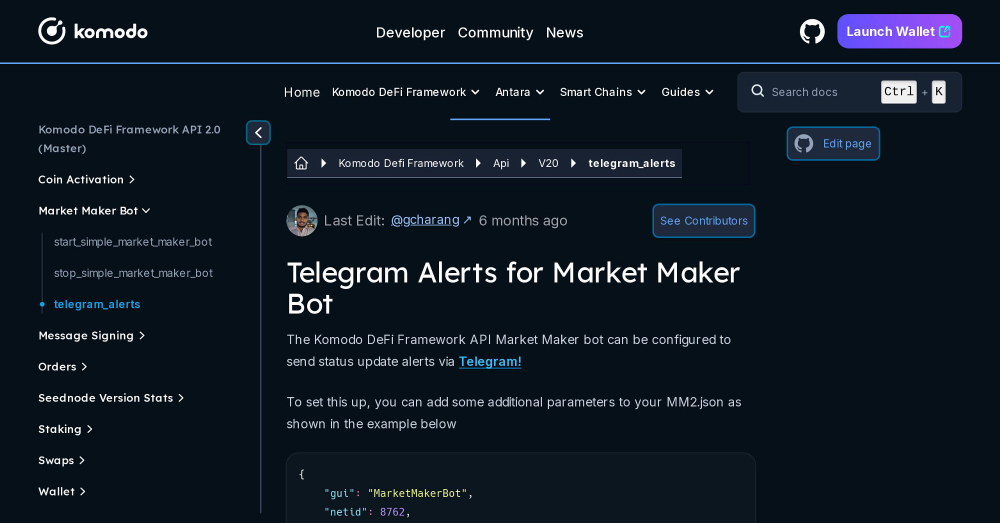 komodo
Developer Community News
Launch Wallet
Home Komodo DeFi Framework Antara Smart Chains Guides
Search docs Ctrl + K
Komodo DeFi Framework API 2.0
(Master)
Coin Activation
Market Maker Bot
start_simple_market_maker_bot
stop_simple_market_maker_bot
telegram_alerts
Message Signing
Orders
Seednode Version Stats
Staking
Swaps
Wallet
Komodo Defi Framework Api V20 telegram_alerts
Edit page
Last Edit: @gcharang ↗ 6 months ago
See Contributors
Telegram Alerts for Market Maker
Bot
The Komodo DeFi Framework API Market Maker bot can be configured to
send status update alerts via Telegram!
To set this up, you can add some additional parameters to your MM2.json as
shown in the example below
{
"gui": "MarketMakerBot",
"netid": 8762,